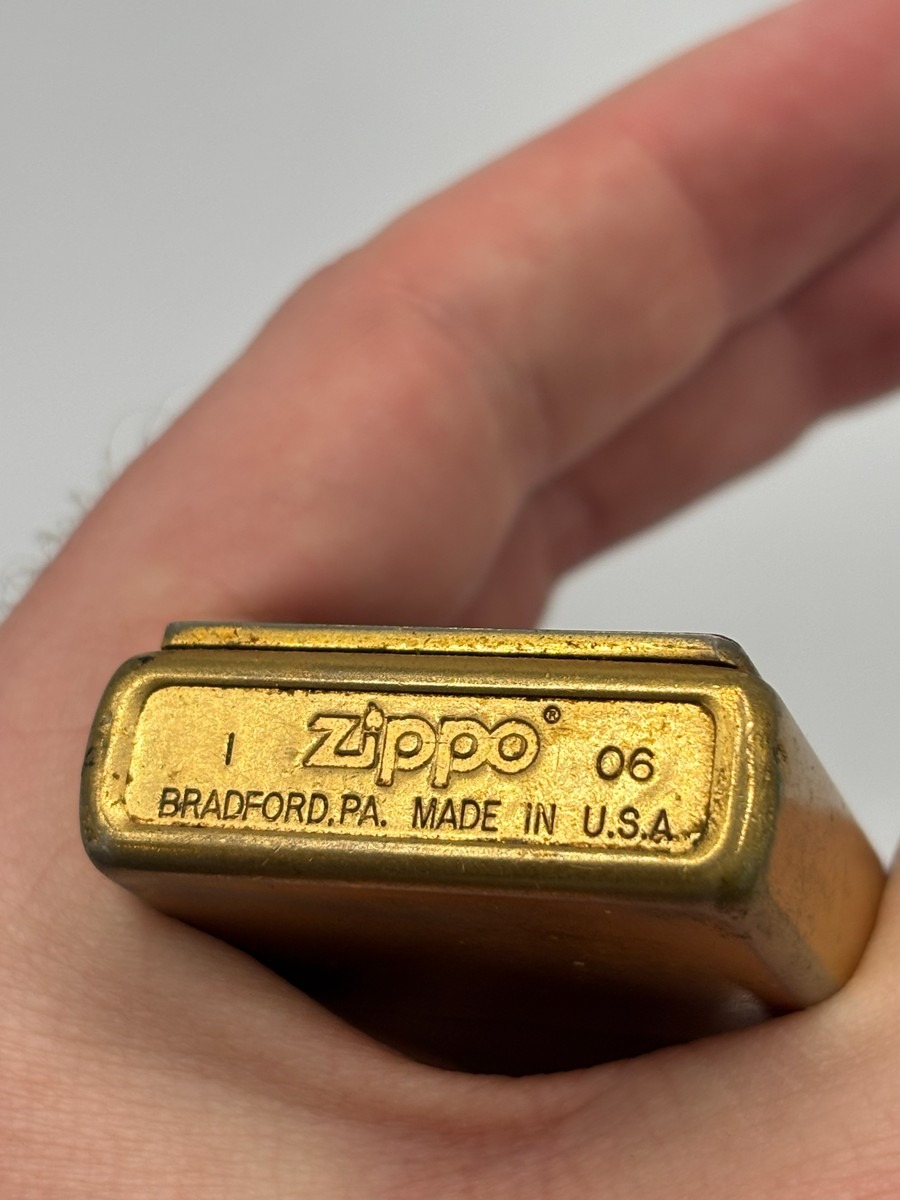 I Zippo® 06
BRADFORD,PA. MADE IN U.S.A.